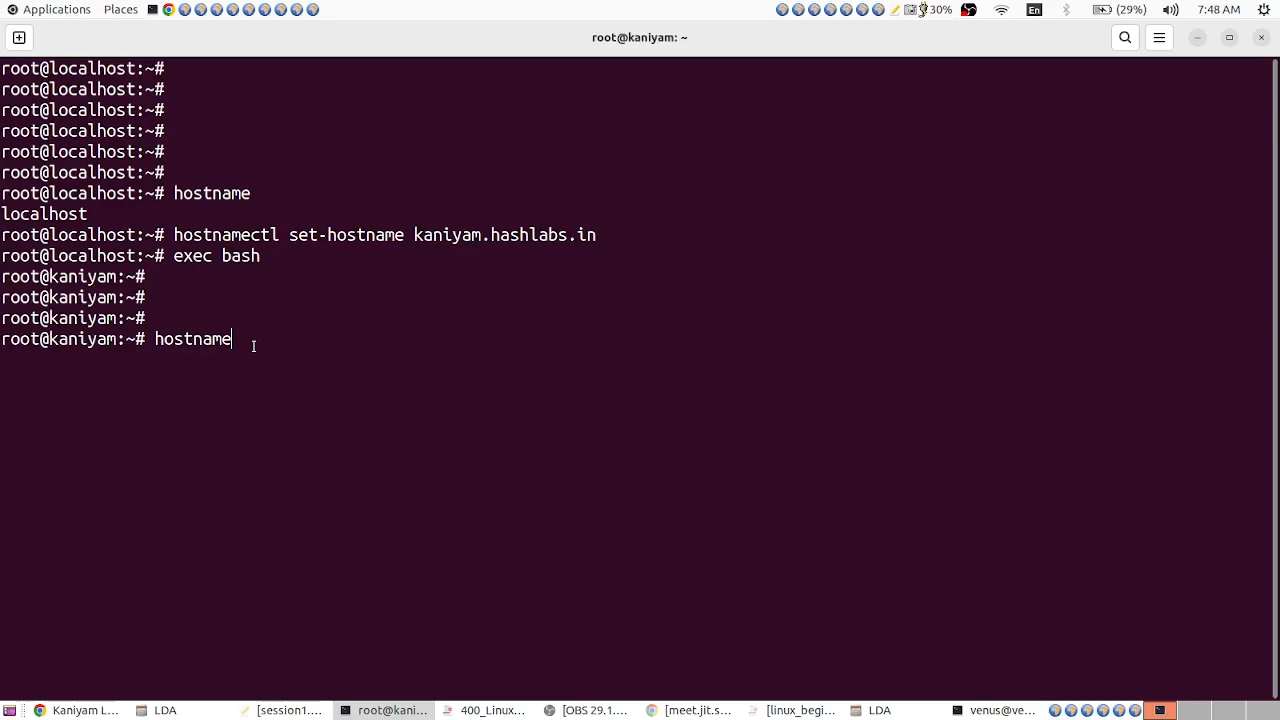 Applications Places 30% En (29%) 7:48 AM
root@kaniyam: ~
root@localhost:~#
root@localhost:~#
root@localhost:~#
root@localhost:~#
root@localhost:~#
root@localhost:~#
root@localhost:~# hostname
localhost
root@localhost:~# hostnamectl set-hostname kaniyam.hashlabs.in
root@localhost:~# exec bash
root@kaniyam:~#
root@kaniyam:~#
root@kaniyam:~#
root@kaniyam:~# hostname
Kaniyam L... LDA [session1.... root@kani... 400_Linux... [OBS 29.1.... [meet.jit.s... [linux_begi... LDA venus@ve...